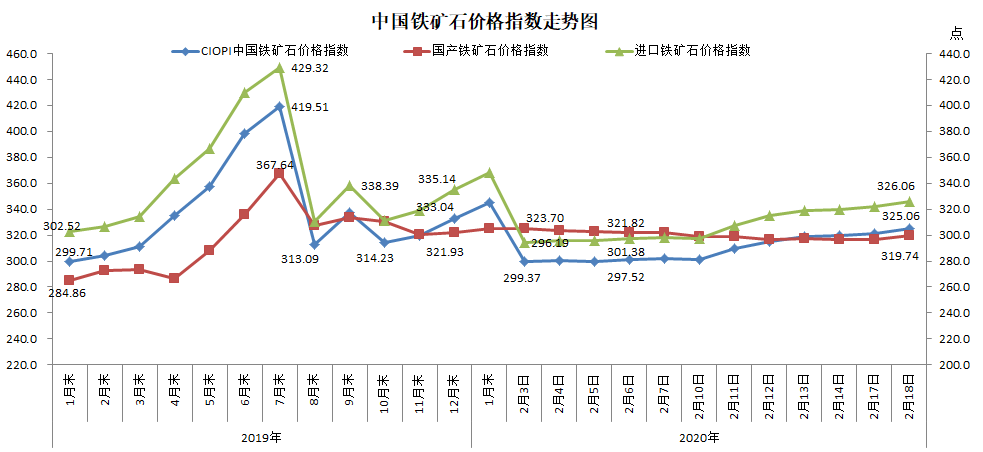 中国铁矿石价格指数走势图
点
CIOPI中国铁矿石价格指数 国产铁矿石价格指数 进口铁矿石价格指数
460.0 440.0
440.0 420.0
420.0 400.0
400.0 380.0
380.0 360.0
360.0 340.0
340.0 320.0
320.0 300.0
300.0 280.0
280.0 260.0
260.0 240.0
240.0 220.0
220.0 200.0
429.32
419.51
367.64
338.39 335.14 326.06
302.52 333.04 323.70 321.82 325.06
299.71 313.09 314.23 321.93 296.19 301.38 319.74
284.86 299.37 297.52
1月末 2月末 3月末 4月末 5月末 6月末 7月末 8月末 9月末 10月末 11月末 12月末 1月末 2月3日 2月4日 2月5日 2月6日 2月7日 2月10日 2月11日 2月12日 2月13日 2月14日 2月17日 2月18日
2019年 2020年